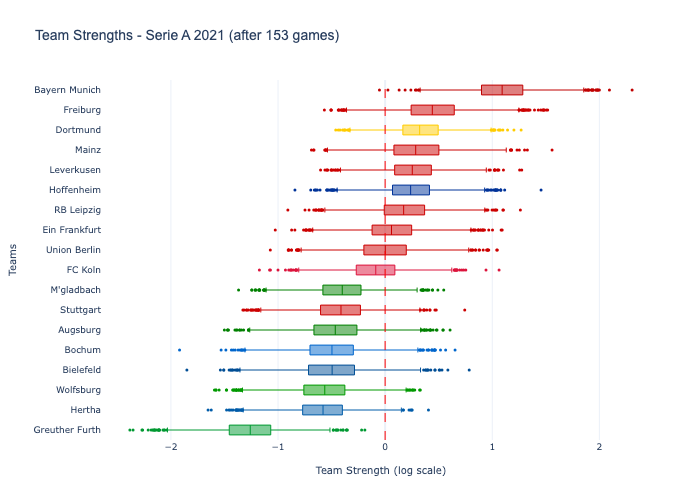 Team Strengths - Serie A 2021 (after 153 games)
Bayern Munich
Freiburg
Dortmund
Mainz
Leverkusen
Hoffenheim
RB Leipzig
Ein Frankfurt
Union Berlin
FC Koln
M'gladbach
Stuttgart
Augsburg
Bochum
Bielefeld
Wolfsburg
Hertha
Greuther Furth
Teams
−2 −1 0 1 2
Team Strength (log scale)